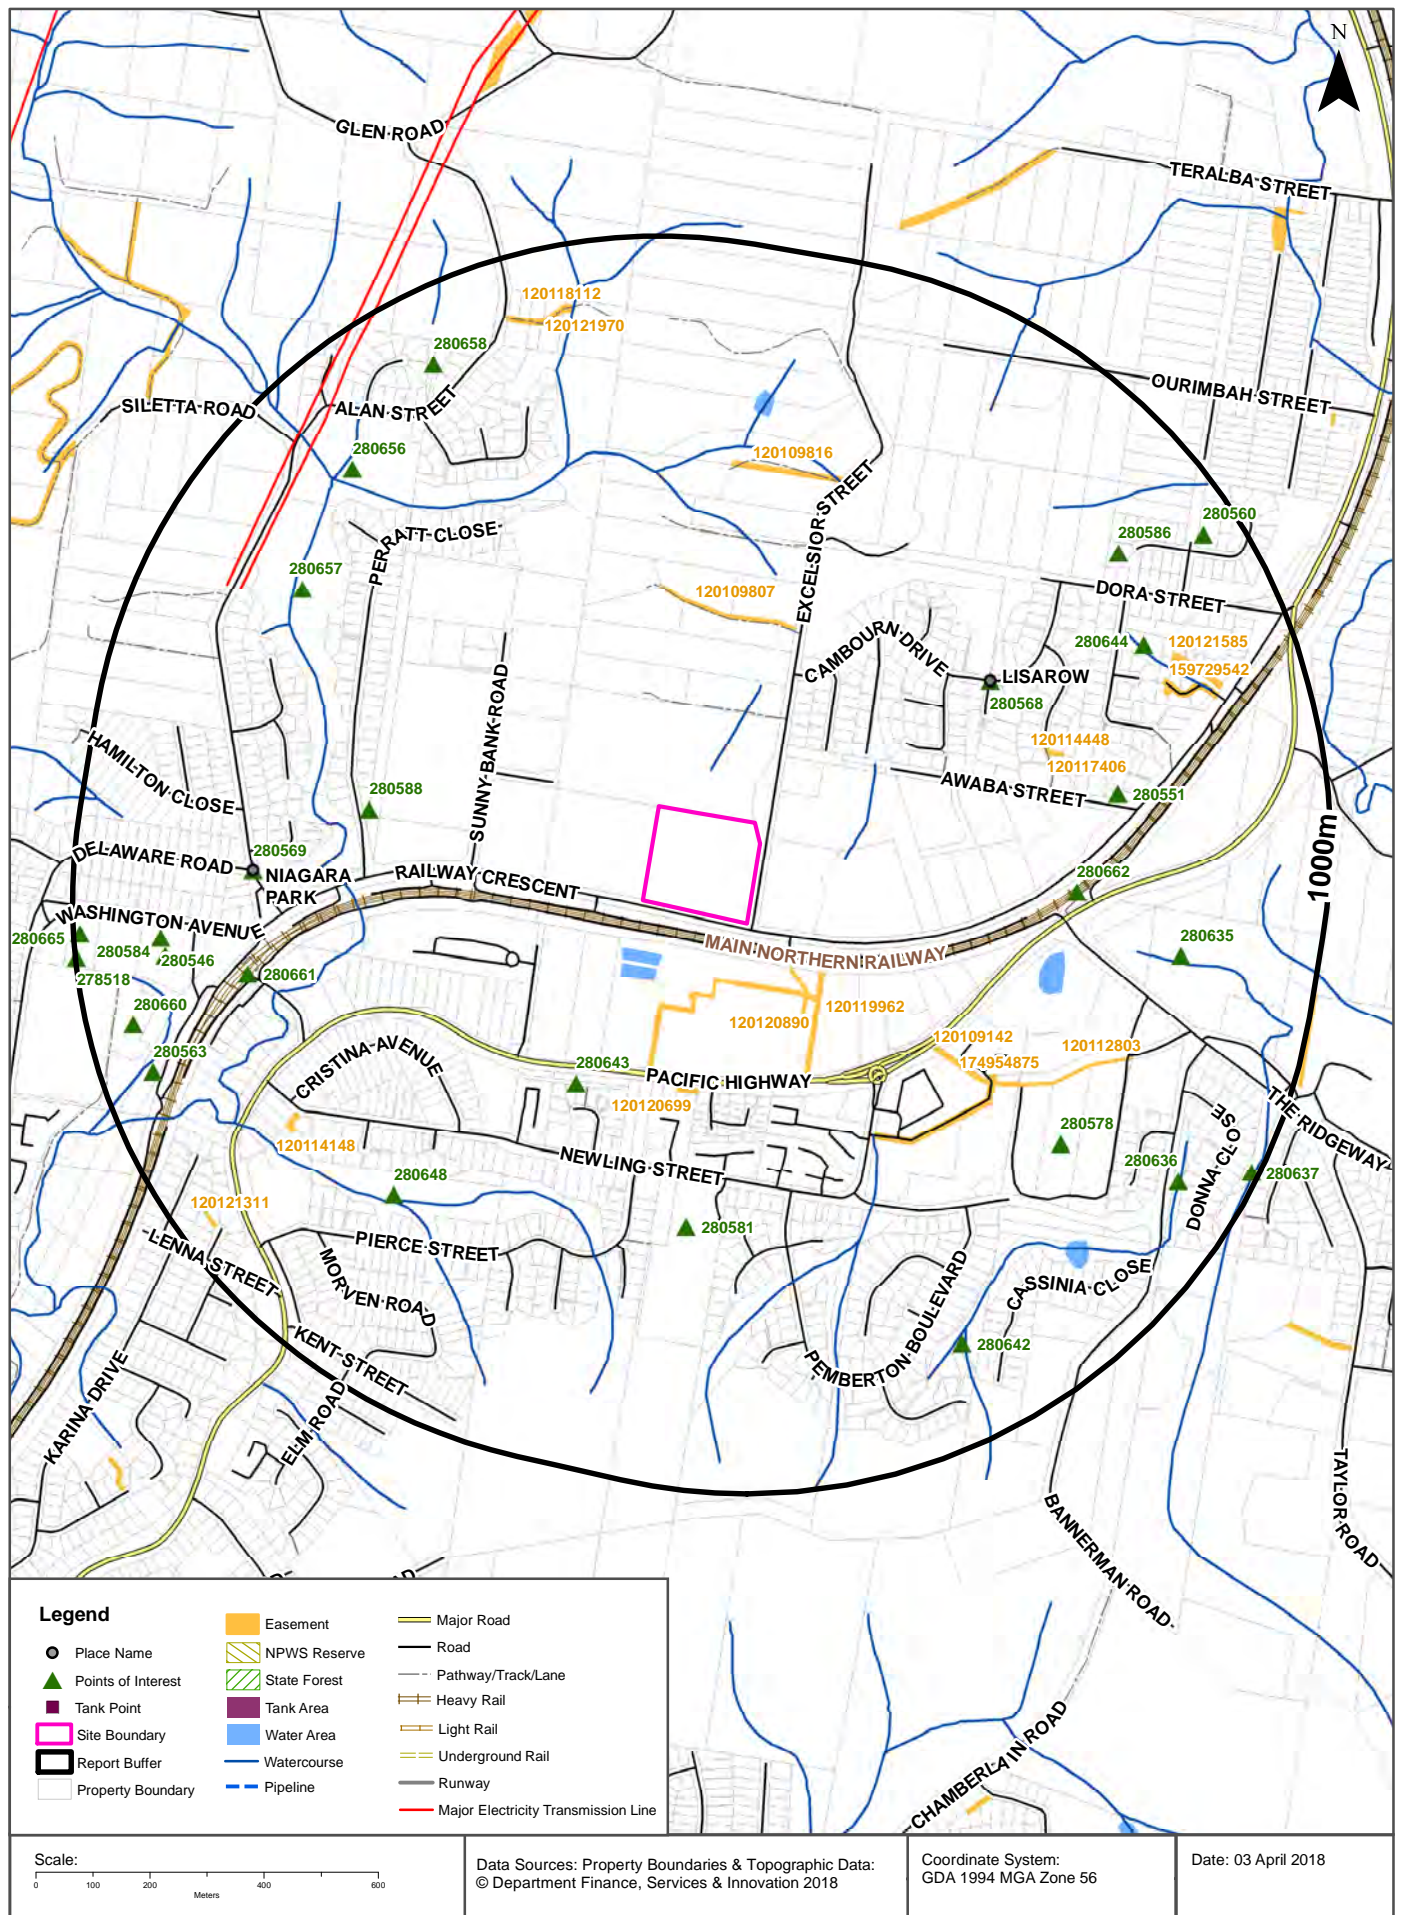 N
GLEN ROAD
TERALBA STREET
120118112
120121970
280658
OURIMBAH STREET
SILETTA ROAD
ALAN STREET
280656
120109816
EXCELSIOR STREET
280560
280586
PERRATT CLOSE
280657
120109807
DORA STREET
CAMBOURN DRIVE
280644
120121585
159729542
LISAROW
280568
SUNNY BANK ROAD
120114448
120117406
HAMILTON CLOSE
280588
AWABA STREET
280551
1000m
280569
DELAWARE ROAD
NIAGARA
PARK
RAILWAY CRESCENT
280662
WASHINGTON AVENUE
280665
280584
280546
MAIN NORTHERN RAILWAY
280635
278518
280661
280660
120119962
120120890
120109142
120112803
174954875
280563
CRISTINA AVENUE
280643
PACIFIC HIGHWAY
120120699
THE RIDGEWAY
DONNA CLOSE
280578
120114148
NEWLING STREET
280636
280637
280648
120121311
280581
LENNA STREET
PIERCE STREET
MORVEN ROAD
CASSINIA CLOSE
PEMBERTON BOULEVARD
280642
KENT STREET
KARINA DRIVE
ELM ROAD
TAYLOR ROAD
BANNERMAN ROAD
CHAMBERLAIN ROAD
Legend
Place Name
Points of Interest
Tank Point
Site Boundary
Report Buffer
Property Boundary
Easement
NPWS Reserve
State Forest
Tank Area
Water Area
Watercourse
Pipeline
Major Road
Road
Pathway/Track/Lane
Heavy Rail
Light Rail
Underground Rail
Runway
Major Electricity Transmission Line
Scale:
0 100 200 400 600
Meters
Data Sources: Property Boundaries & Topographic Data:
© Department Finance, Services & Innovation 2018
Coordinate System:
GDA 1994 MGA Zone 56
Date: 03 April 2018